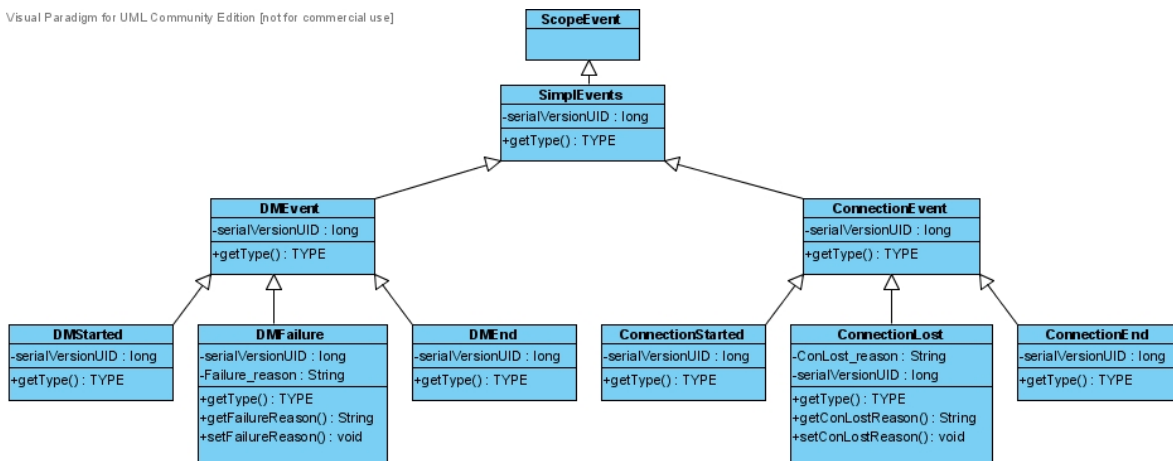 Visual Paradigm for UML Community Edition [not for commercial use]
ScopeEvent
SimplEvents
-serialVersionUID : long
+getType() : TYPE
DMEvent
-serialVersionUID : long
+getType() : TYPE
ConnectionEvent
-serialVersionUID : long
+getType() : TYPE
DMStarted
-serialVersionUID : long
+getType() : TYPE
DMFailure
-serialVersionUID : long
-Failure_reason : String
+getType() : TYPE
+getFailureReason() : String
+setFailureReason() : void
DMEnd
-serialVersionUID : long
+getType() : TYPE
ConnectionStarted
-serialVersionUID : long
+getType() : TYPE
ConnectionLost
-ConLost_reason : String
-serialVersionUID : long
+getType() : TYPE
+getConLostReason() : String
+setConLostReason() : void
ConnectionEnd
-serialVersionUID : long
+getType() : TYPE